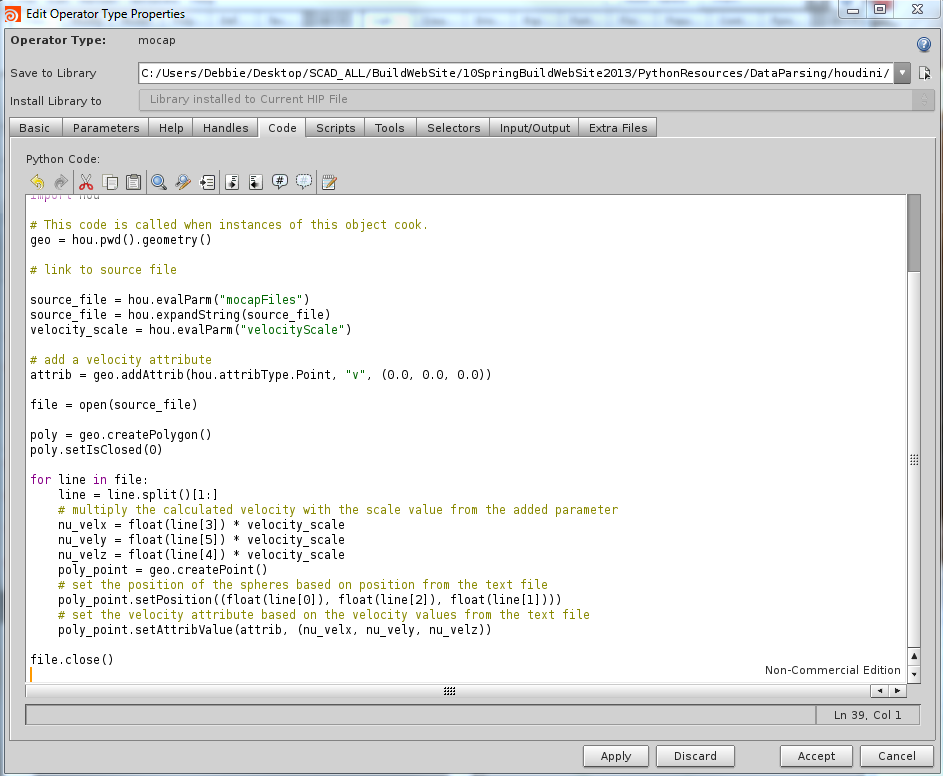 Edit Operator Type Properties
Operator Type: mocap
Save to Library C:/Users/Debbie/Desktop/SCAD_ALL/BuildWebSite/10SpringBuildWebSite2013/PythonResources/DataParsing/houdini/
Install Library to Library installed to Current HIP File
Basic Parameters Help Handles Code Scripts Tools Selectors Input/Output Extra Files
Python Code:
import hou
# This code is called when instances of this object cook.
geo = hou.pwd().geometry()
# link to source file
source_file = hou.evalParm("mocapFiles")
source_file = hou.expandString(source_file)
velocity_scale = hou.evalParm("velocityScale")
# add a velocity attribute
attrib = geo.addAttrib(hou.attribType.Point, "v", (0.0, 0.0, 0.0))
file = open(source_file)
poly = geo.createPolygon()
poly.setIsClosed(0)
for line in file:
    line = line.split()[1:]
    # multiply the calculated velocity with the scale value from the added parameter
    nu_velx = float(line[3]) * velocity_scale
    nu_vely = float(line[5]) * velocity_scale
    nu_velz = float(line[4]) * velocity_scale
    poly_point = geo.createPoint()
    # set the position of the spheres based on position from the text file
    poly_point.setPosition((float(line[0]), float(line[2]), float(line[1])))
    # set the velocity attribute based on the velocity values from the text file
    poly_point.setAttribValue(attrib, (nu_velx, nu_vely, nu_velz))
file.close()
Non-Commercial Edition
Ln 39, Col 1
Apply Discard Accept Cancel